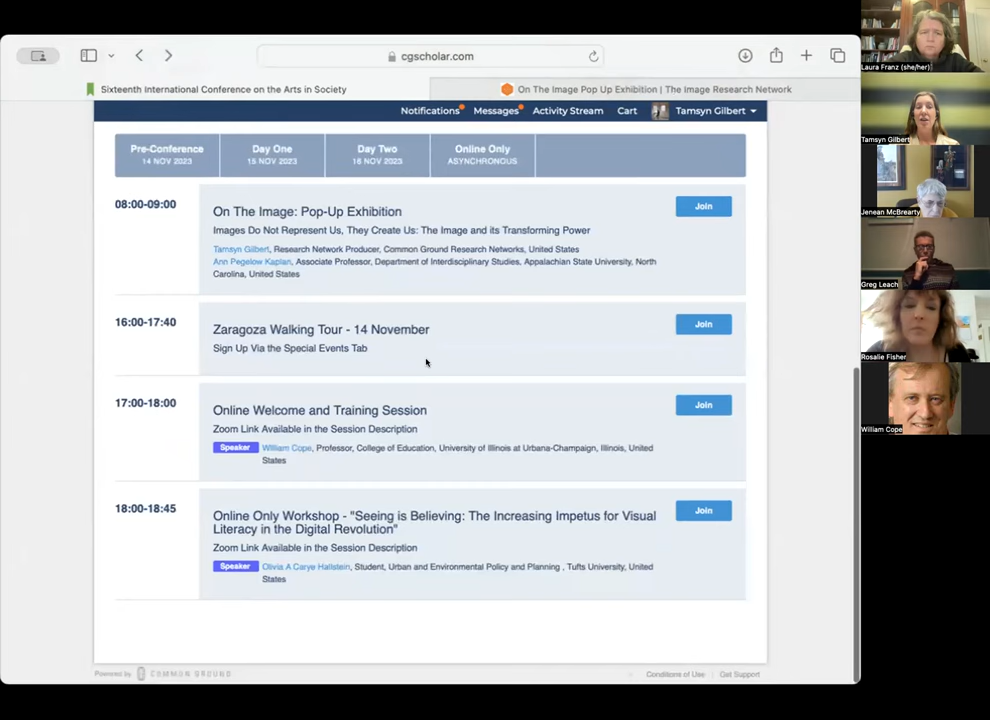 cgscholar.com
Sixteenth International Conference on the Arts in Society
On The Image Pop Up Exhibition | The Image Research Network
Notifications Messages Activity Stream Cart Tamsyn Gilbert
Pre-Conference Day One Day Two Online Only
14 NOV 2023 15 NOV 2023 16 NOV 2023 ASYNCHRONOUS
08:00-09:00
On The Image: Pop-Up Exhibition
Join
Images Do Not Represent Us, They Create Us: The Image and its Transforming Power
Tamsyn Gilbert, Research Network Producer, Common Ground Research Networks, United States
Ann Pegelow Kaplan, Associate Professor, Department of Interdisciplinary Studies, Appalachian State University, North
Carolina, United States
16:00-17:40
Zaragoza Walking Tour - 14 November
Join
Sign Up Via the Special Events Tab
17:00-18:00
Online Welcome and Training Session
Join
Zoom Link Available in the Session Description
Speaker William Cope, Professor, College of Education, University of Illinois at Urbana-Champaign, Illinois, United
States
18:00-18:45
Online Only Workshop - "Seeing is Believing: The Increasing Impetus for Visual
Literacy in the Digital Revolution"
Join
Zoom Link Available in the Session Description
Speaker Olivia A Carye Hallstein, Student, Urban and Environmental Policy and Planning , Tufts University, United
States
Powered by COMMON GROUND
Conditions of Use | Get Support
Laura Franz (she/her)
Tamsyn Gilbert
Jenean McBrearty
Greg Leach
Rosalie Fisher
William Cope